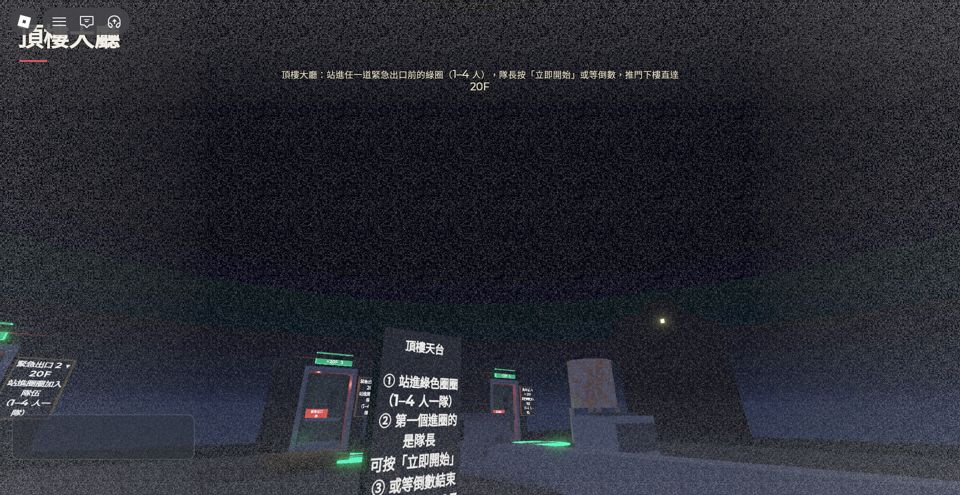 頂樓大廳
頂樓大廳：站進任一道緊急出口前的綠圈（1–4 人），隊長按「立即開始」或等倒數，推門下樓直達
20F
緊急出口 2 ▾
20F
站進圈圈加入
隊伍
（1–4 人一
隊）
頂樓天台
① 站進綠色圈圈
（1–4 人一隊）
② 第一個進圈的
是隊長
可按「立即開始」
③ 或等倒數結束